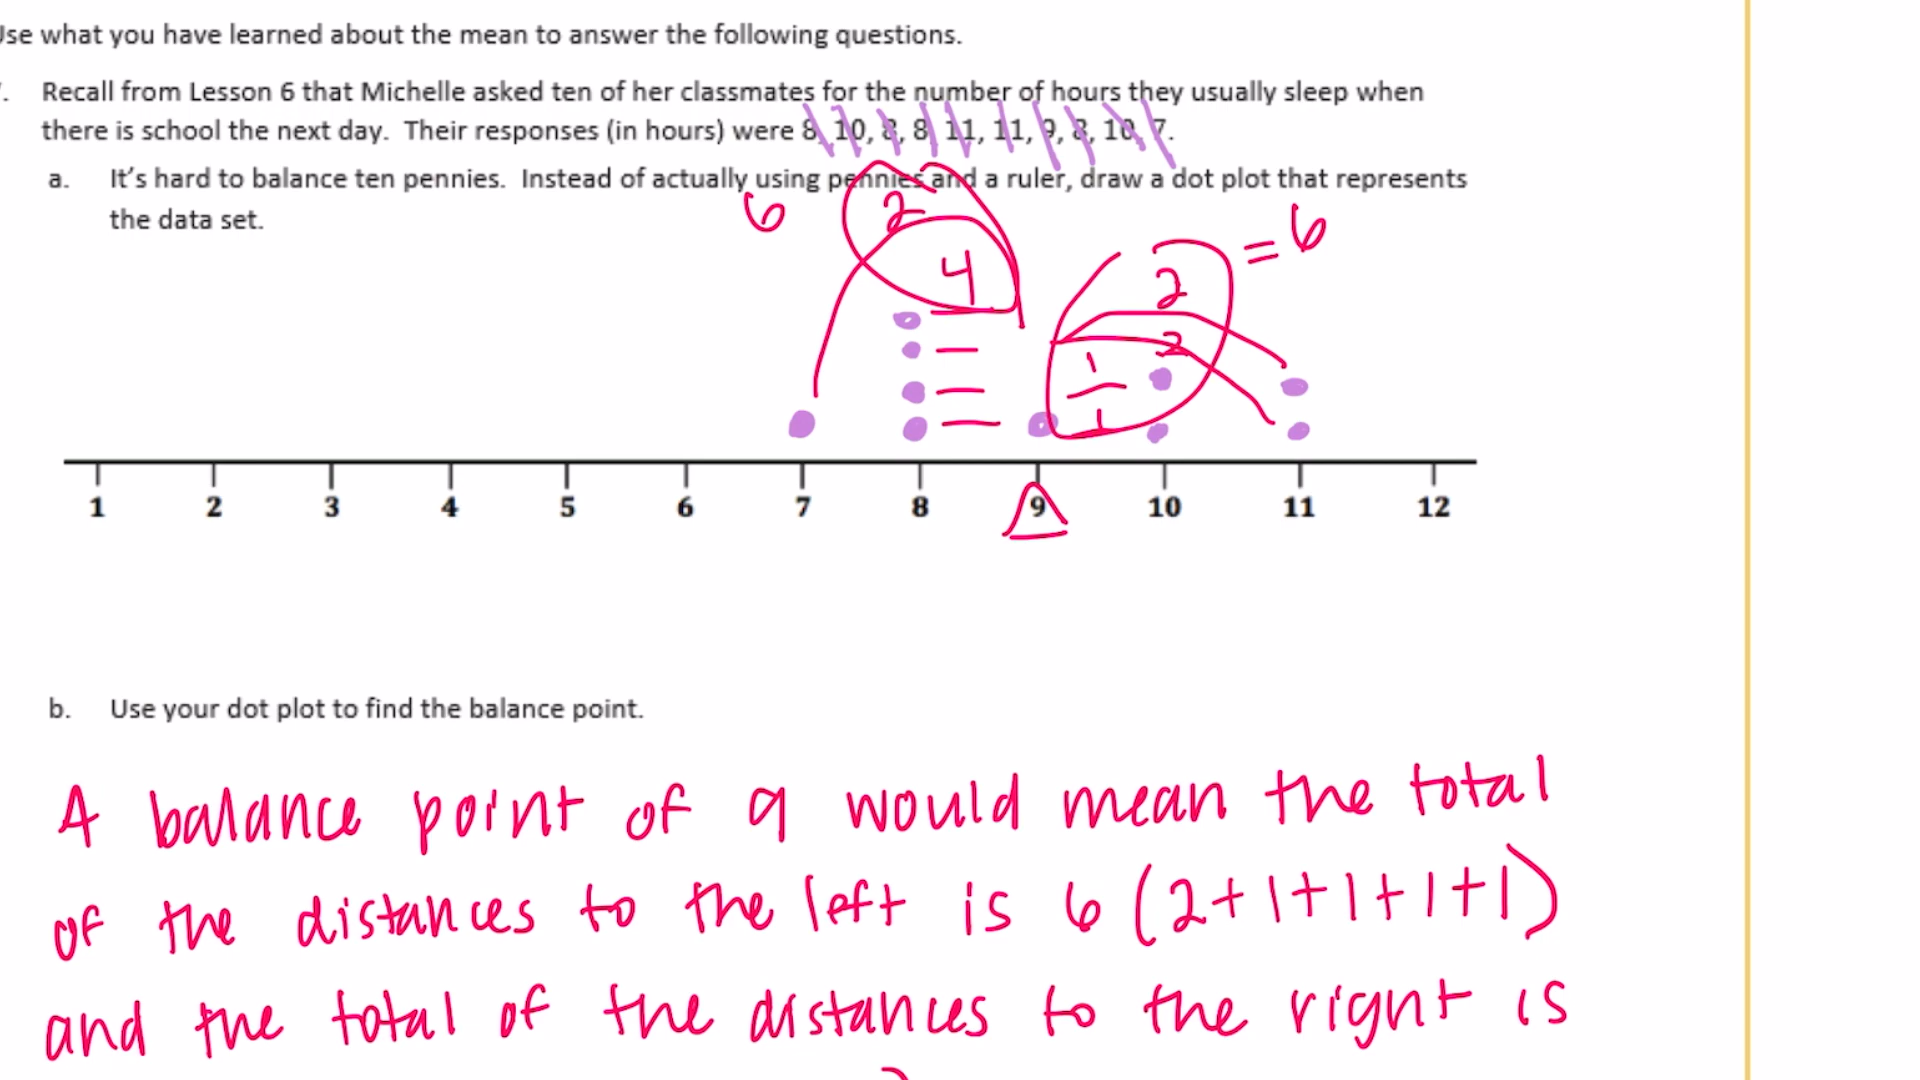 Use what you have learned about the mean to answer the following questions.
Recall from Lesson 6 that Michelle asked ten of her classmates for the number of hours they usually sleep when
there is school the next day. Their responses (in hours) were 8, 10, 8, 8, 11, 11, 9, 8, 10, 7.
a. It's hard to balance ten pennies. Instead of actually using pennies and a ruler, draw a dot plot that represents
the data set.
6 2 = 6
4 2
2
1
1
1 2 3 4 5 6 7 8 9 10 11 12
b. Use your dot plot to find the balance point.
A balance point of 9 would mean the total
of the distances to the left is 6 (2+1+1+1+1)
and the total of the distances to the right is